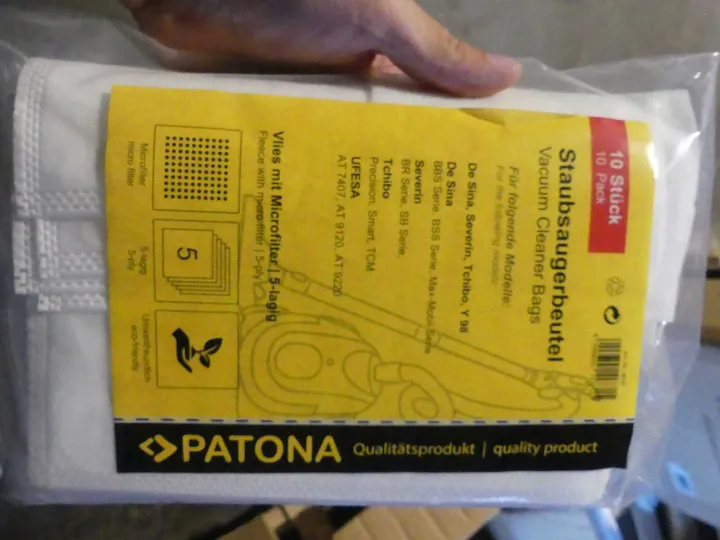 10 Stück
10 Pack
Staubsaugerbeutel
Vacuum Cleaner Bags
Für folgende Modelle:
For the following models:
De Sina, Severin, Tchibo, Y 98
De Sina
BBS Serie, BSS Serie, Max-Mobil Serie
Severin
BR Serie, SB Serie,
Tchibo
Precision, Smart, TCM
UFESA
AT 7407, AT 9120, AT 9220
Vlies mit Microfilter | 5-lagig
Fleece with micro filter | 5-ply
Microfilter
micro filter
5
5-lagig
5-ply
Umweltfreundlich
eco-friendly
PATONA
Qualitätsprodukt | quality product